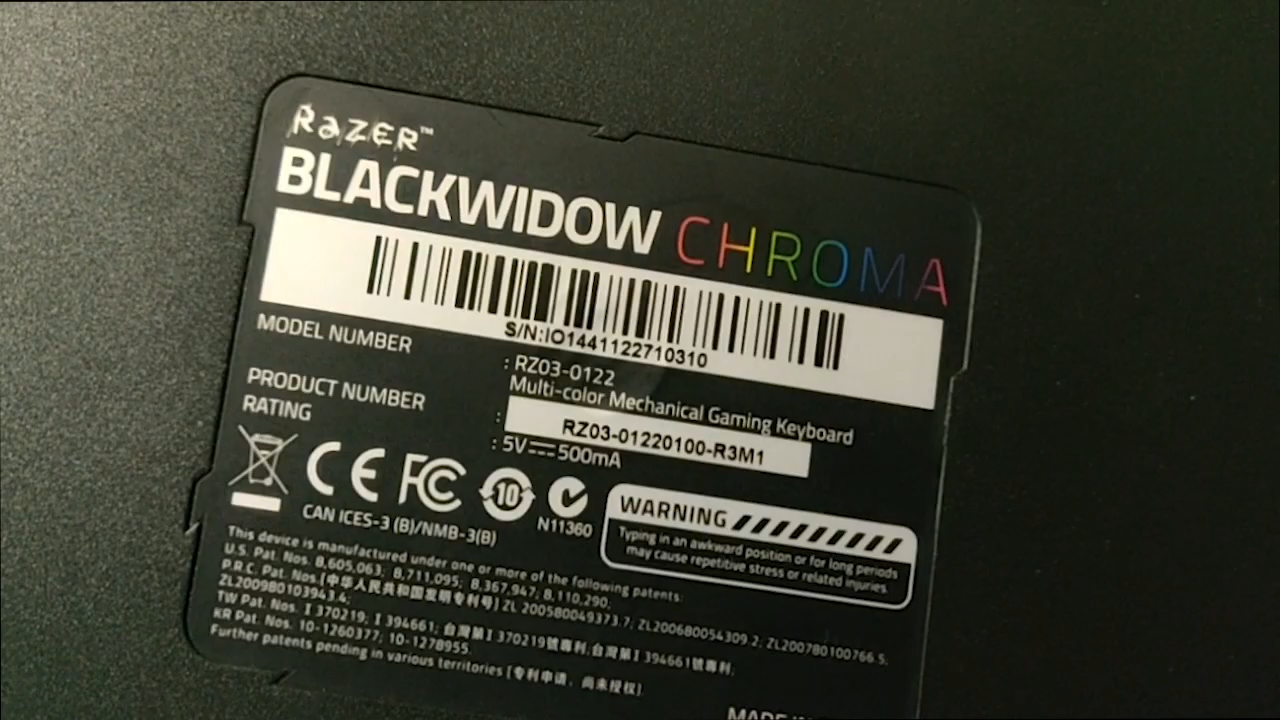 RAZER™
BLACKWIDOW CHROMA
S/N:IO1441122710310
MODEL NUMBER : RZ03-0122
Multi-color Mechanical Gaming Keyboard
PRODUCT NUMBER : RZ03-01220100-R3M1
RATING : 5V⎓500mA
CE FC 10 N11360
CAN ICES-3 (B)/NMB-3(B)
WARNING
Typing in an awkward position or for long periods
may cause repetitive stress or related injuries.
This device is manufactured under one or more of the following patents:
U.S. Pat. Nos. 8,605,063; 8,711,095; 8,367,947; 8,110,290;
P.R.C. Pat. Nos.[中华人民共和国发明专利号] ZL 200580049373.7; ZL200680054309.2; ZL200780100766.5;
ZL200980103943.4;
TW Pat. Nos. I 370219; I 394661; 台灣第I 370219號專利;台灣第I 394661號專利;
KR Pat. Nos. 10-1260377; 10-1278955.
Further patents pending in various territories [专利申请，尚未授权].
MADE IN